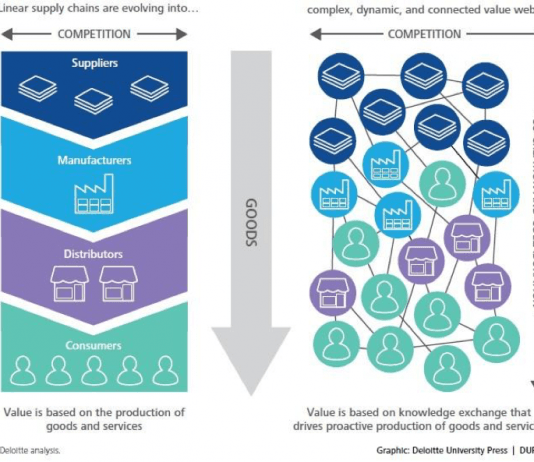 Linear supply chains are evolving into...
complex, dynamic, and connected value web
COMPETITION
COMPETITION
Suppliers
Manufacturers
Distributors
Consumers
GOODS
Value is based on the production of
goods and services
Value is based on knowledge exchange that
drives proactive production of goods and servic
Deloitte analysis.
Graphic: Deloitte University Press | DUP